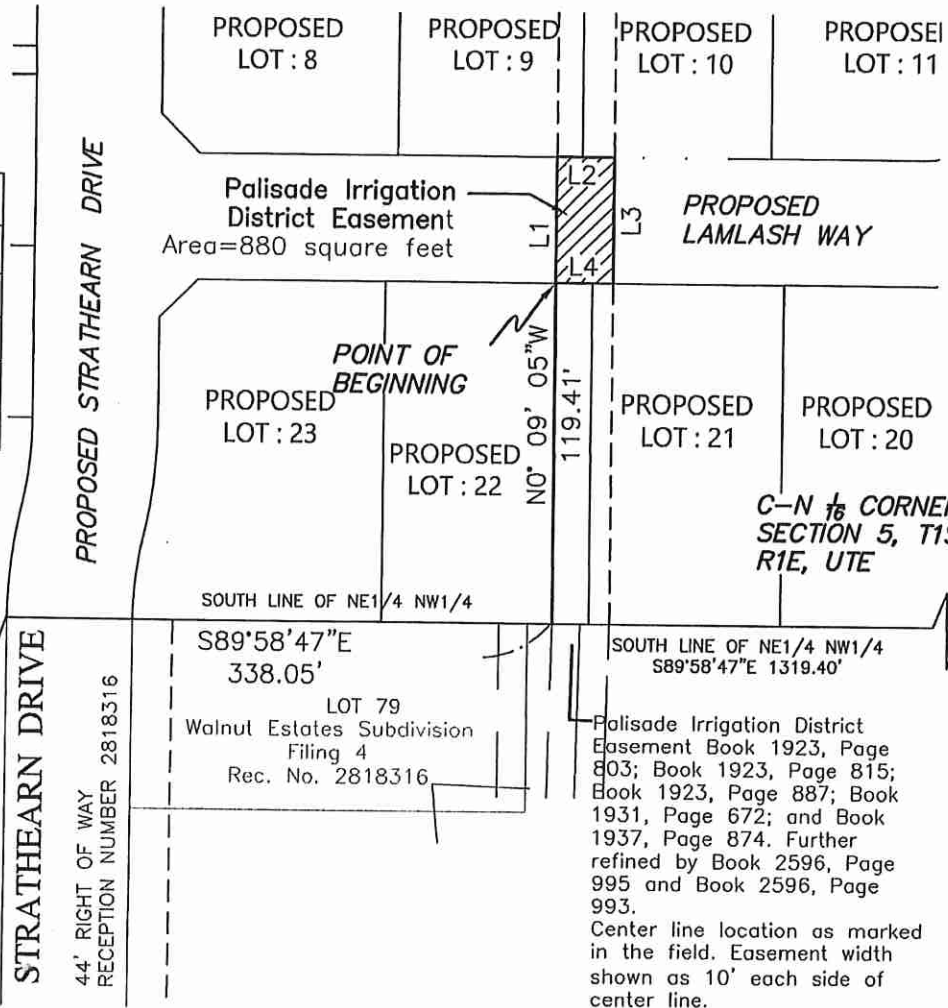 PROPOSED
LOT : 8
PROPOSED
LOT : 9
PROPOSED
LOT : 10
PROPOSEI
LOT : 11
PROPOSED STRATHEARN DRIVE
Palisade Irrigation
District Easement
Area=880 square feet
L1
L2
L3
L4
PROPOSED
LAMLASH WAY
POINT OF
BEGINNING
PROPOSED
LOT : 23
PROPOSED
LOT : 22
N0° 09' 05"W
119.41'
PROPOSED
LOT : 21
PROPOSED
LOT : 20
C-N 1/16 CORNER
SECTION 5, T1S
R1E, UTE
SOUTH LINE OF NE1/4 NW1/4
S89°58'47"E
338.05'
SOUTH LINE OF NE1/4 NW1/4
S89°58'47"E 1319.40'
LOT 79
Walnut Estates Subdivision
Filing 4
Rec. No. 2818316
STRATHEARN DRIVE
44' RIGHT OF WAY
RECEPTION NUMBER 2818316
Palisade Irrigation District
Easement Book 1923, Page
803; Book 1923, Page 815;
Book 1923, Page 887; Book
1931, Page 672; and Book
1937, Page 874. Further
refined by Book 2596, Page
995 and Book 2596, Page
993.
Center line location as marked
in the field. Easement width
shown as 10' each side of
center line.